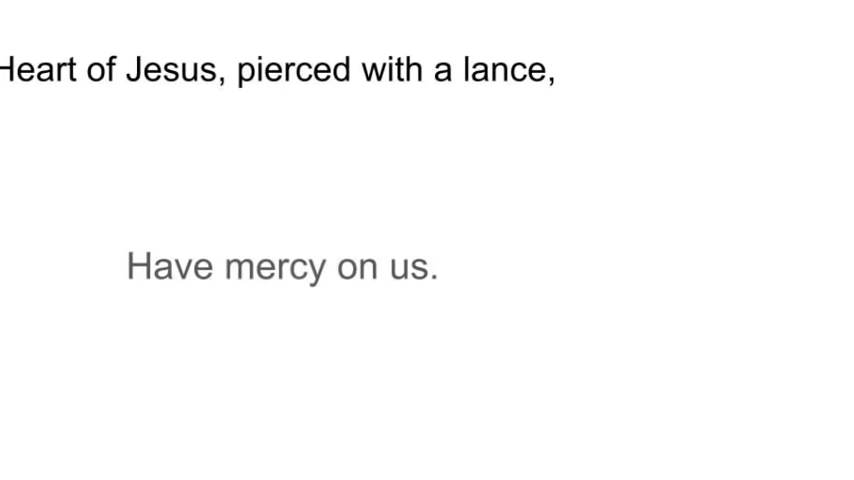 Heart of Jesus, pierced with a lance,
Have mercy on us.